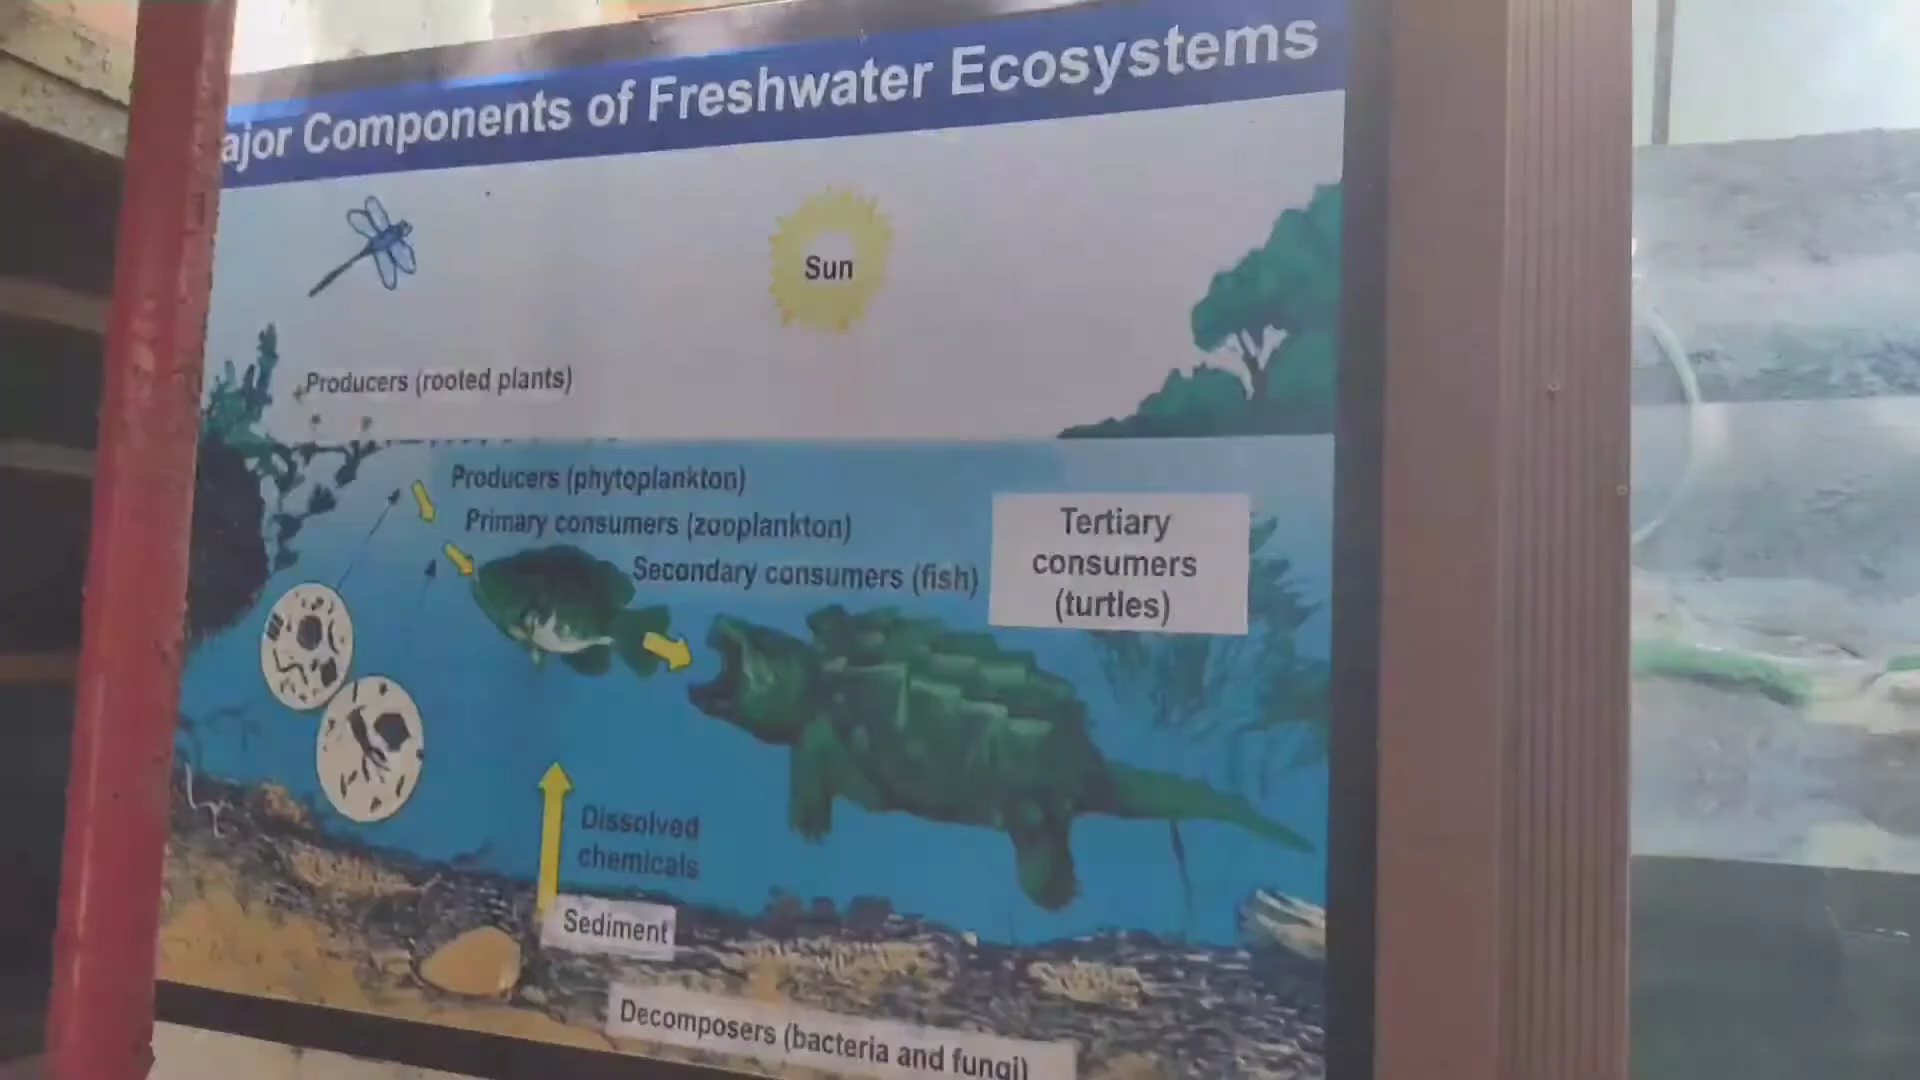 ajor Components of Freshwater Ecosystems
Sun
Producers (rooted plants)
Producers (phytoplankton)
Primary consumers (zooplankton)
Secondary consumers (fish)
Tertiary
consumers
(turtles)
Dissolved
chemicals
Sediment
Decomposers (bacteria and fungi)